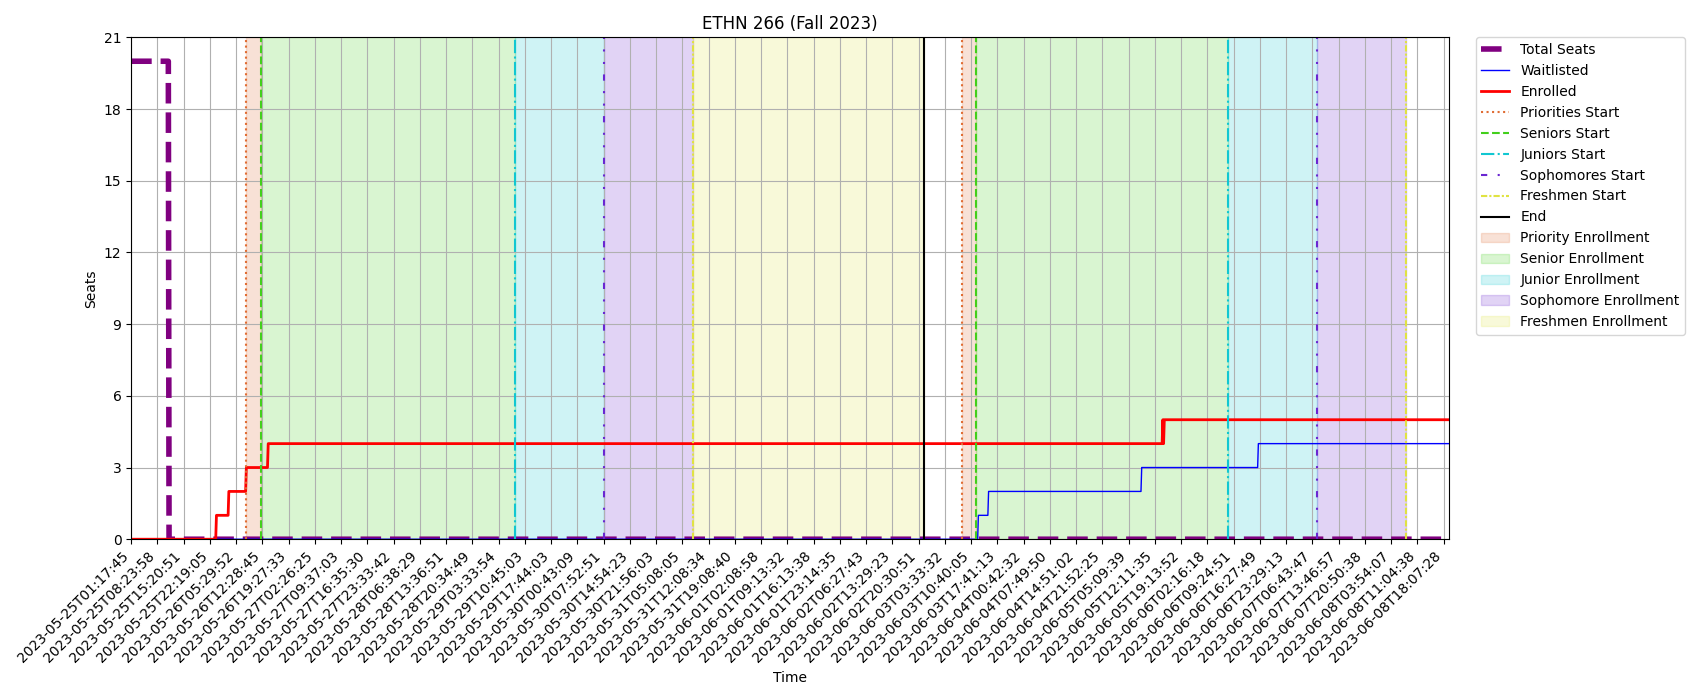 ETHN 266 (Fall 2023)
21
18
15
12
9
6
3
0
Seats
2023-05-25T01:17:45
2023-05-25T08:23:58
2023-05-25T15:20:51
2023-05-25T22:19:05
2023-05-26T05:29:52
2023-05-26T12:28:45
2023-05-26T19:27:33
2023-05-27T02:26:25
2023-05-27T09:37:03
2023-05-27T16:35:30
2023-05-27T23:33:42
2023-05-28T06:38:29
2023-05-28T13:36:51
2023-05-28T20:34:49
2023-05-29T03:33:54
2023-05-29T10:45:03
2023-05-29T17:44:03
2023-05-30T00:43:09
2023-05-30T07:52:51
2023-05-30T14:54:23
2023-05-30T21:56:03
2023-05-31T05:08:05
2023-05-31T12:08:34
2023-05-31T19:08:40
2023-06-01T02:08:58
2023-06-01T09:13:32
2023-06-01T16:13:38
2023-06-01T23:14:35
2023-06-02T06:27:43
2023-06-02T13:29:23
2023-06-02T20:30:51
2023-06-03T03:33:32
2023-06-03T10:40:05
2023-06-03T17:41:13
2023-06-04T00:42:32
2023-06-04T07:49:50
2023-06-04T14:51:02
2023-06-04T21:52:25
2023-06-05T05:09:39
2023-06-05T12:11:35
2023-06-05T19:13:52
2023-06-06T02:16:18
2023-06-06T09:24:51
2023-06-06T16:27:49
2023-06-06T23:29:13
2023-06-07T06:43:47
2023-06-07T13:46:57
2023-06-07T20:50:38
2023-06-08T03:54:07
2023-06-08T11:04:38
2023-06-08T18:07:28
Time
Total Seats
Waitlisted
Enrolled
Priorities Start
Seniors Start
Juniors Start
Sophomores Start
Freshmen Start
End
Priority Enrollment
Senior Enrollment
Junior Enrollment
Sophomore Enrollment
Freshmen Enrollment